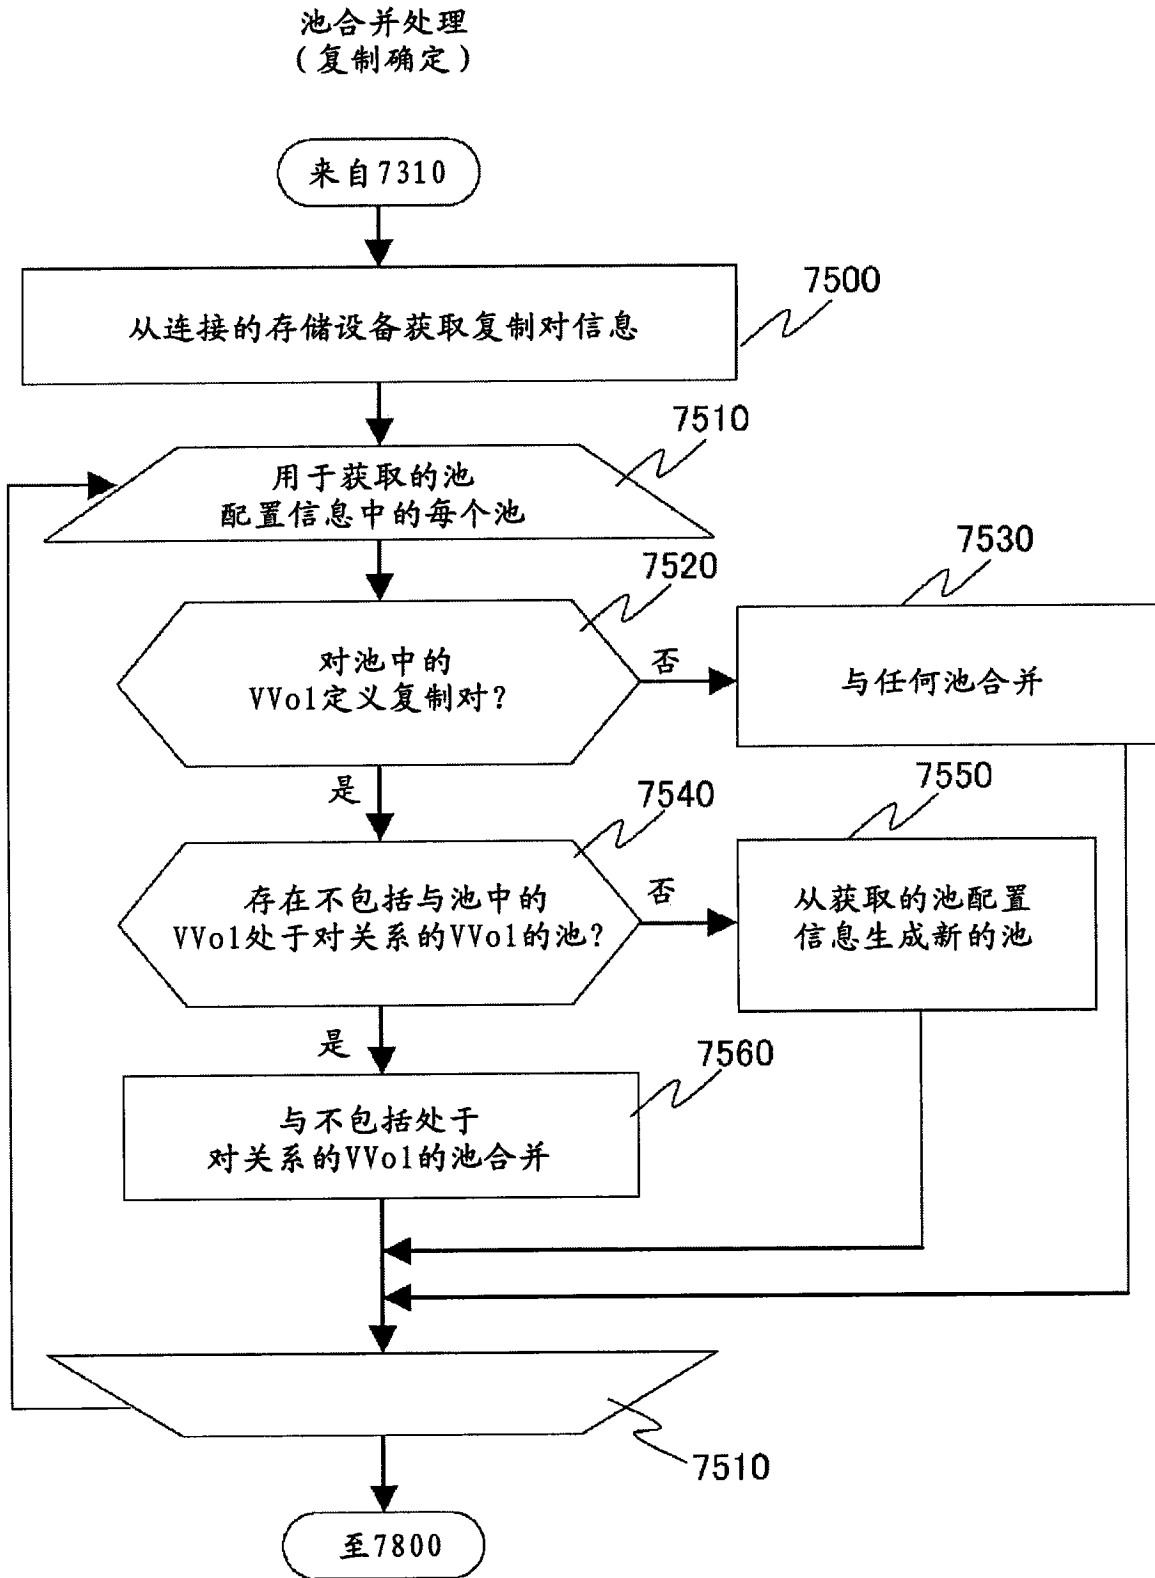 池合并处理
(复制确定)
来自7310
从连接的存储设备获取复制对信息
7500
7510
用于获取的池
配置信息中的每个池
7520
7530
对池中的
VVol定义复制对?
否
与任何池合并
是
7540
7550
存在不包括与池中的
VVol处于对关系的VVol的池?
否
从获取的池配置
信息生成新的池
是
7560
与不包括处于
对关系的VVol的池合并
7510
至7800